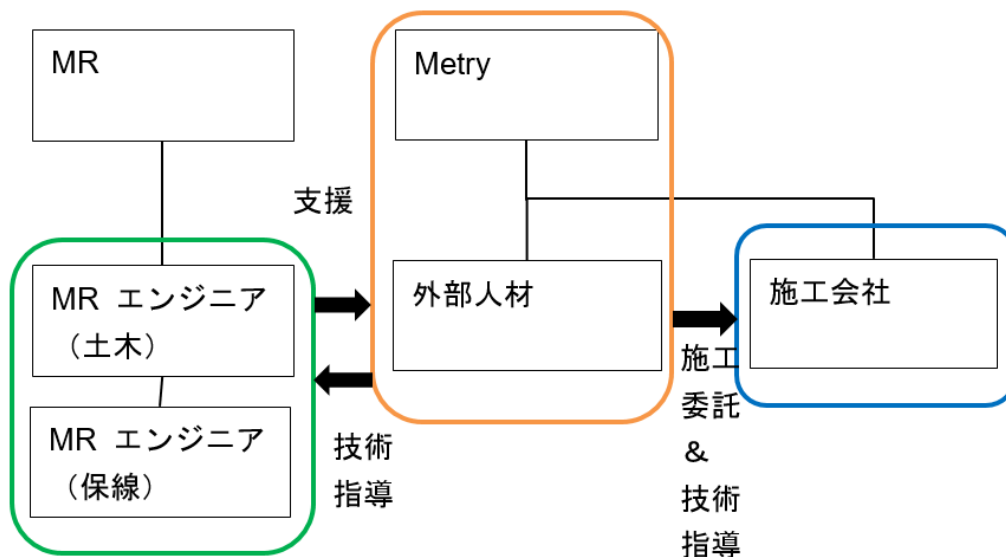 MR
Metry
支援
MR エンジニア
（土木）
外部人材
施工会社
MR エンジニア
（保線）
技術
指導
施工
委託
&
技術
指導